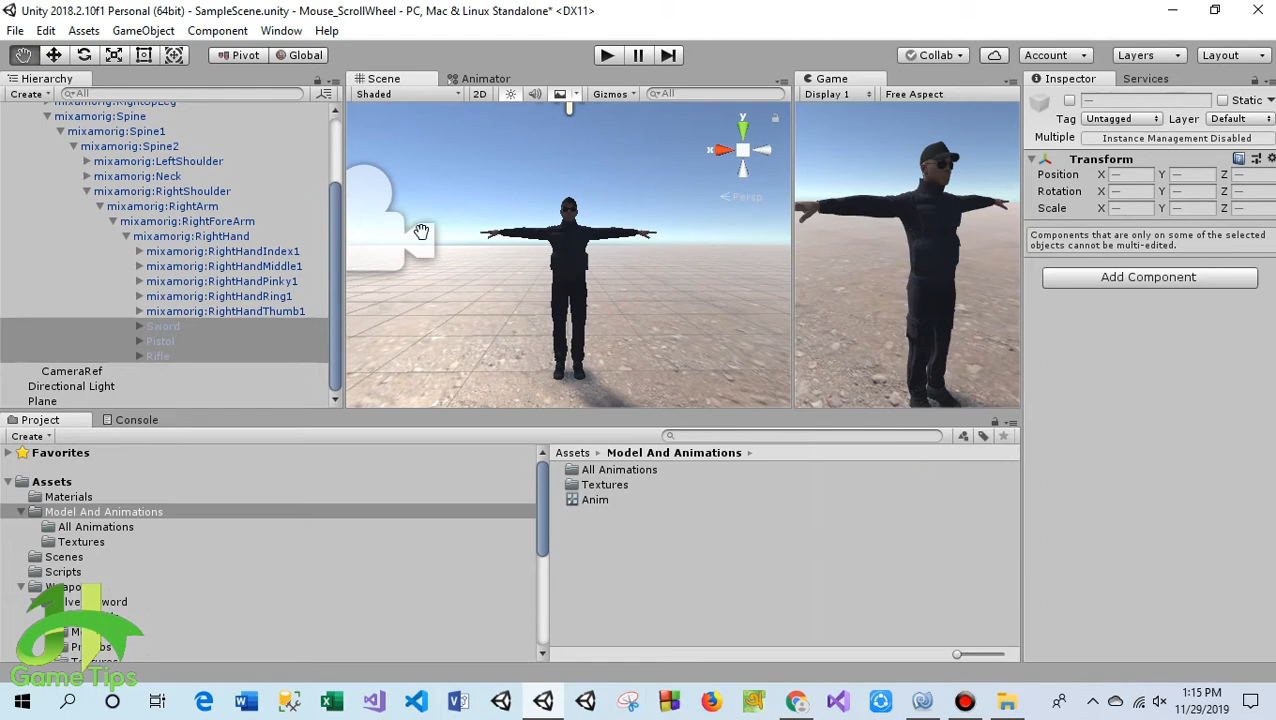 Unity 2018.2.10f1 Personal (64bit) - SampleScene.unity - Mouse_ScrollWheel - PC, Mac & Linux Standalone* <DX11>
File Edit Assets GameObject Component Window Help
Pivot Global Collab Account Layers Layout
Hierarchy Scene Animator Game Inspector Services
Create All Shaded 2D Gizmos All Display 1 Free Aspect — Static
mixamorig:RightUpLeg
mixamorig:Spine
mixamorig:Spine1
mixamorig:Spine2
mixamorig:LeftShoulder
mixamorig:Neck
mixamorig:RightShoulder
mixamorig:RightArm
mixamorig:RightForeArm
mixamorig:RightHand
mixamorig:RightHandIndex1
mixamorig:RightHandMiddle1
mixamorig:RightHandPinky1
mixamorig:RightHandRing1
mixamorig:RightHandThumb1
Sword
Pistol
Rifle
CameraRef
Directional Light
Plane
y
x
Persp
Tag Untagged Layer Default
Multiple Instance Management Disabled
Transform
Position X — Y — Z —
Rotation X — Y — Z —
Scale X — Y — Z —
Components that are only on some of the selected
objects cannot be multi-edited.
Add Component
Project Console
Create
Favorites
Assets
Materials
Model And Animations
All Animations
Textures
Scenes
Scripts
Assets Model And Animations
All Animations
Textures
Anim
Game Tips
1:15 PM
11/29/2019